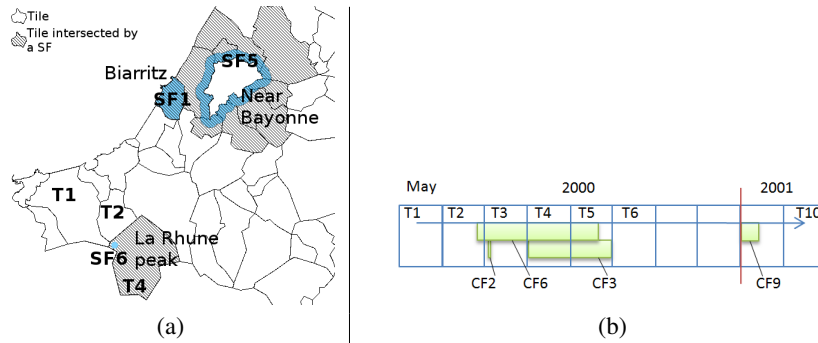 Tile
Tile intersected by
a SF
Biarritz
SF5
SF1
Near
Bayonne
T1
T2
La Rhune
peak
SF6
T4
(a)
May 2000 2001
T1 T2 T3 T4 T5 T6 T10
CF2 CF6 CF3 CF9
(b)